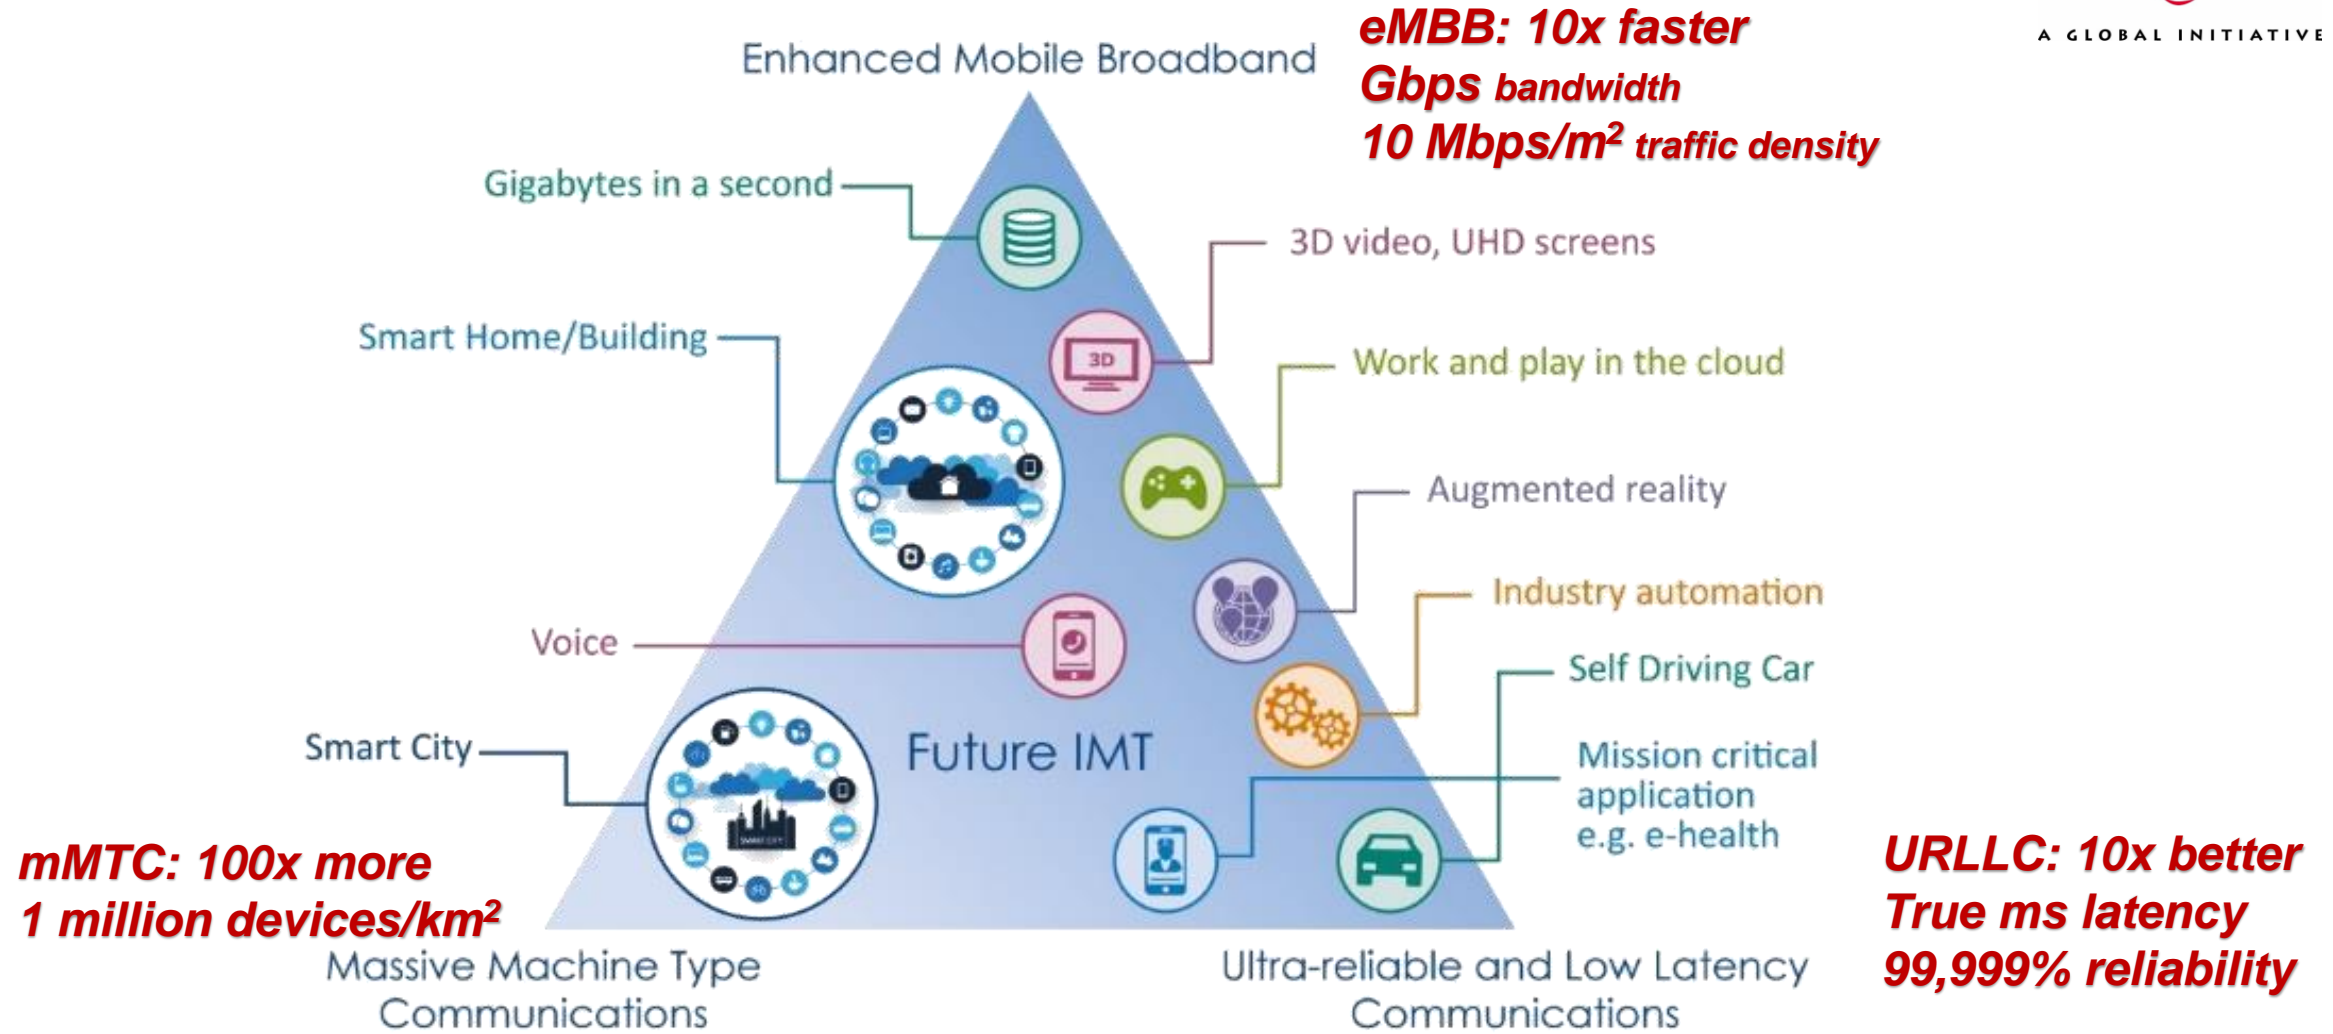 eMBB: 10x faster
Gbps bandwidth
10 Mbps/m² traffic density
A GLOBAL INITIATIVE
Enhanced Mobile Broadband
Gigabytes in a second
3D video, UHD screens
3D
Smart Home/Building
Work and play in the cloud
Augmented reality
Industry automation
Voice
Self Driving Car
Smart City
Future IMT
Mission critical
application
e.g. e-health
SMART CITY
mMTC: 100x more
1 million devices/km²
URLLC: 10x better
True ms latency
99,999% reliability
Massive Machine Type
Communications
Ultra-reliable and Low Latency
Communications